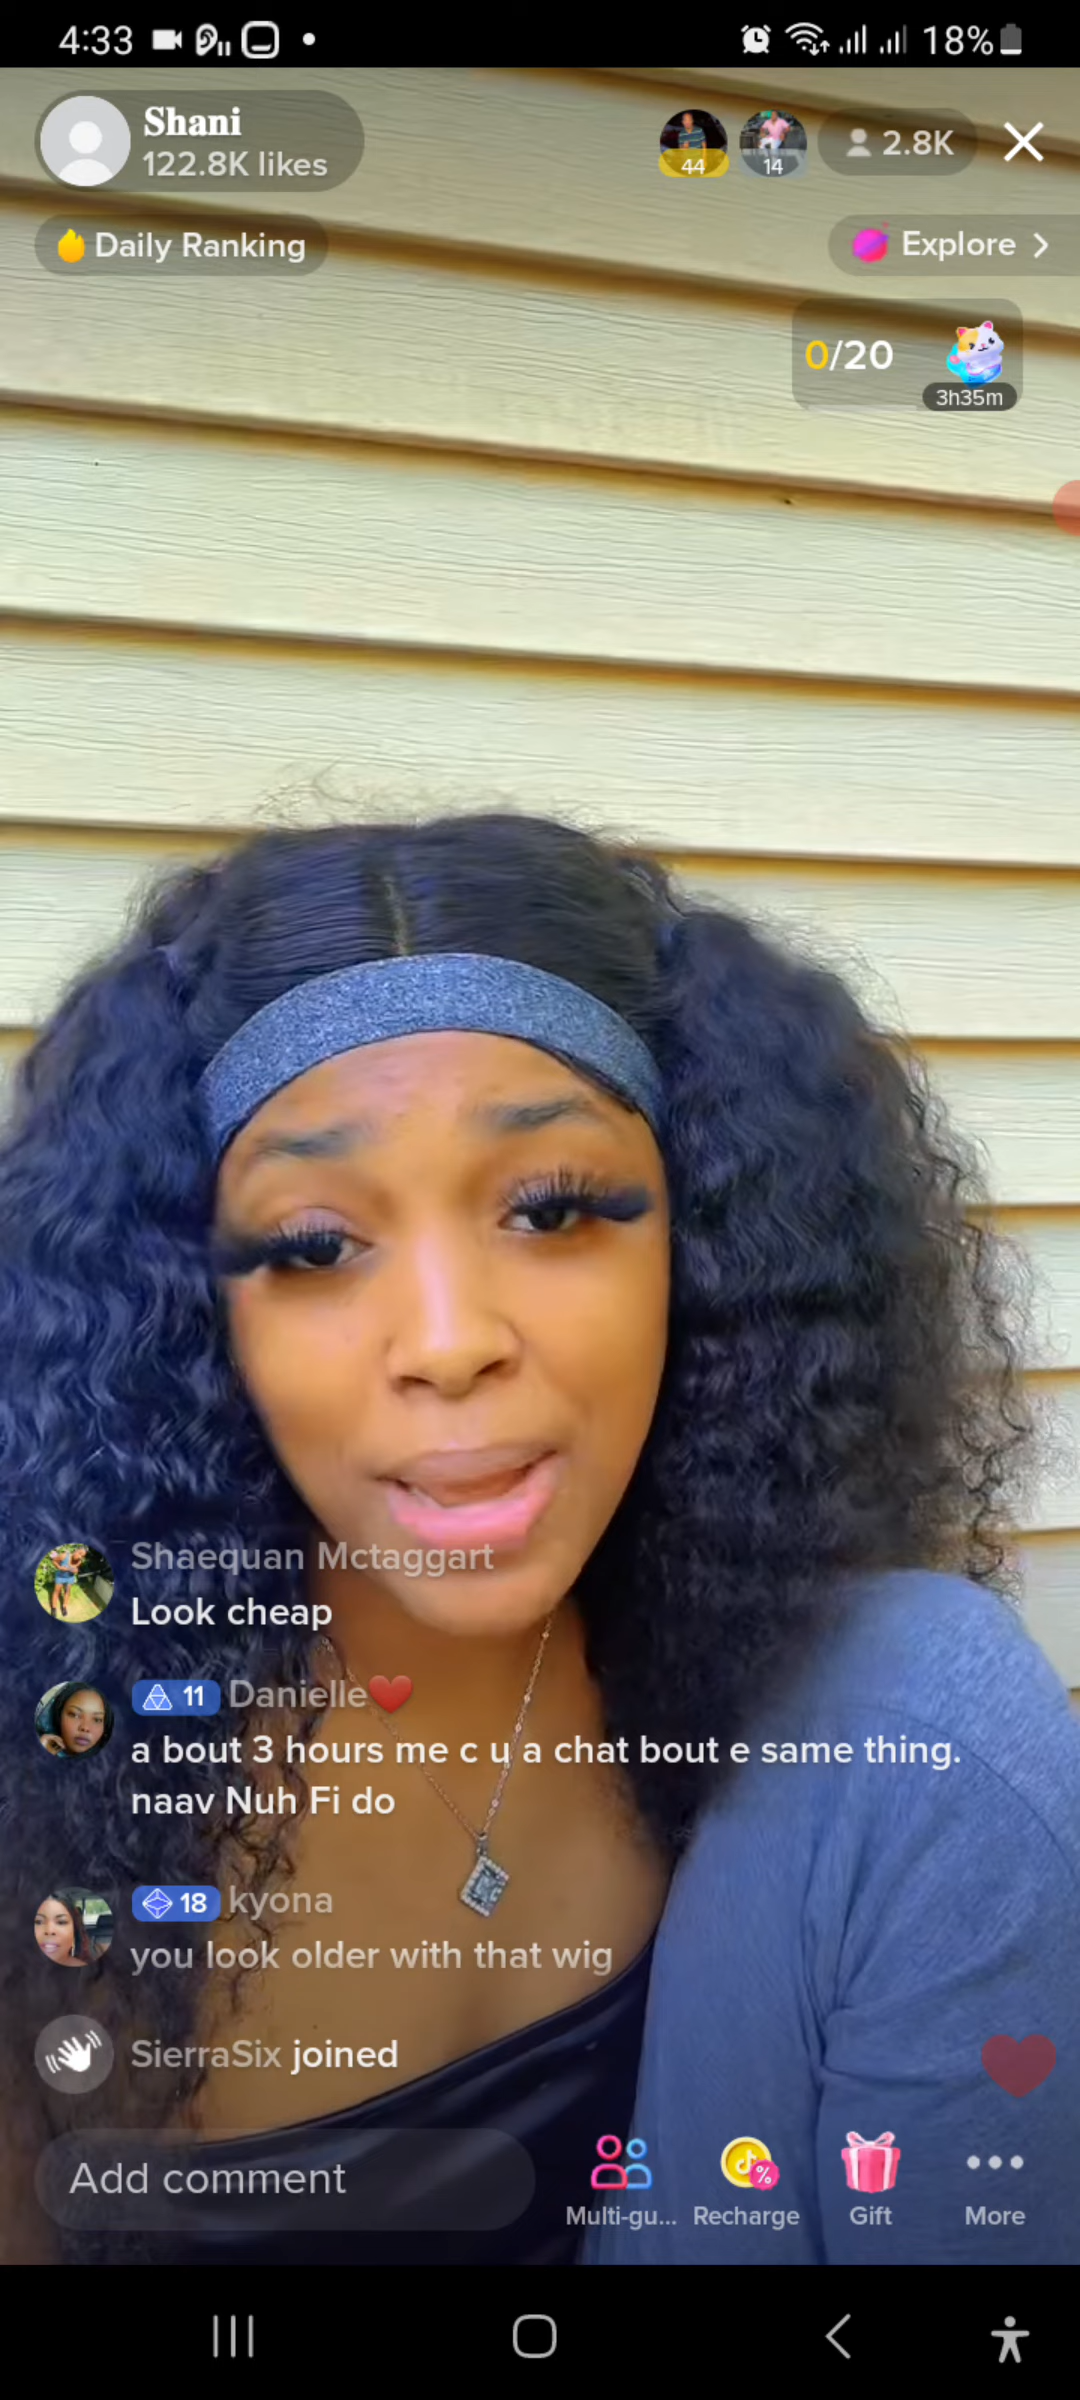 4:33
18%
Shani
122.8K likes
44
14
2.8K
Daily Ranking
Explore
0/20
3h35m
Shaequan Mctaggart
Look cheap
11 Danielle❤️
a bout 3 hours me c u a chat bout e same thing.
naav Nuh Fi do
18 kyona
you look older with that wig
SierraSix joined
Add comment
Multi-gu...
Recharge
Gift
More